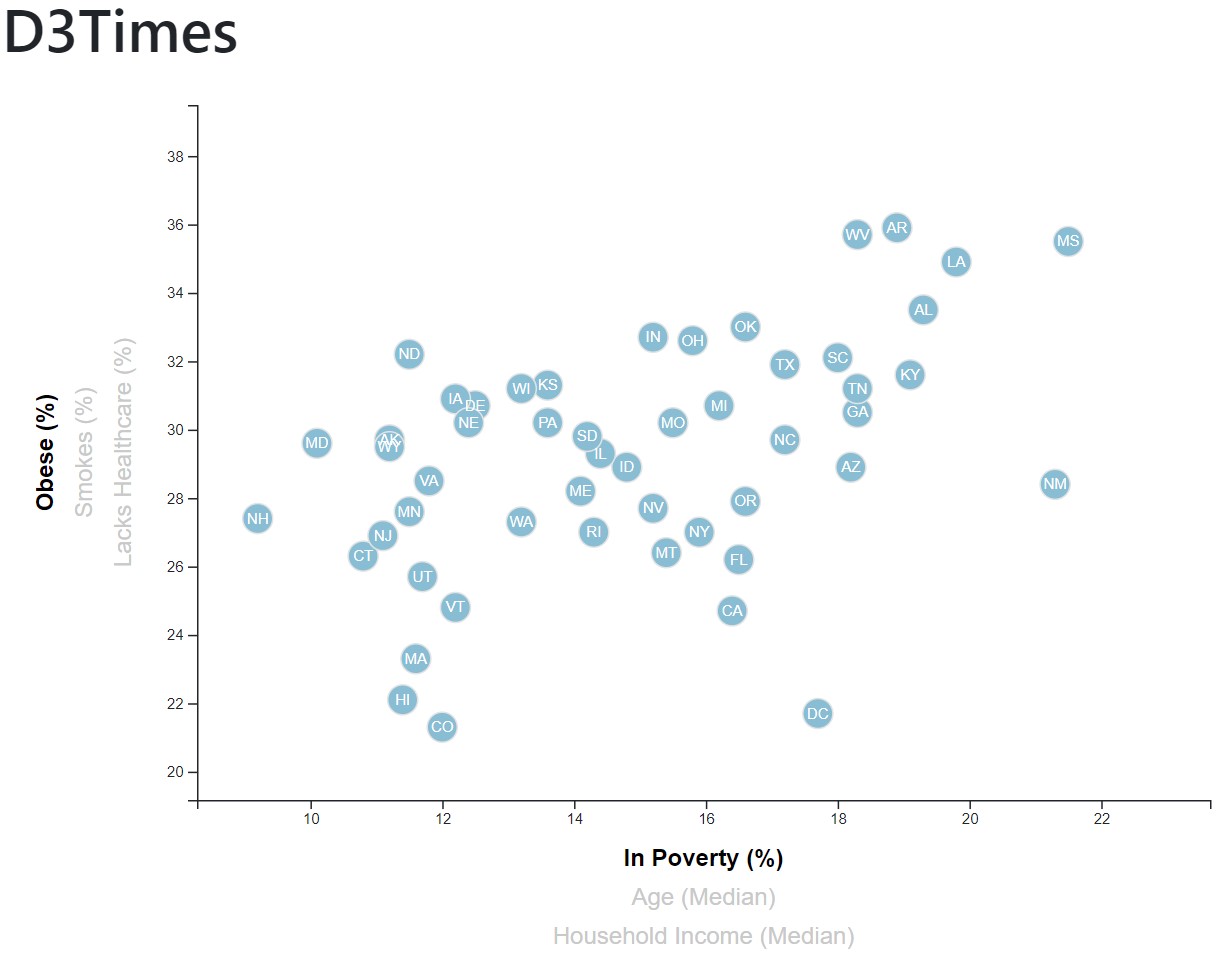 D3Times
38
36
34
32
30
28
26
24
22
20
Obese (%)
Smokes (%)
Lacks Healthcare (%)
WV AR MS
LA
AL
IN OH OK
ND TX SC KY
WI KS TN
IA DE MI GA
NE PA MO
MD AK SD NC
WY IL
ID AZ
VA ME NM
MN NV OR
NH WA
NJ RI NY
CT MT FL
UT
VT CA
MA
HI DC
CO
10 12 14 16 18 20 22
In Poverty (%)
Age (Median)
Household Income (Median)